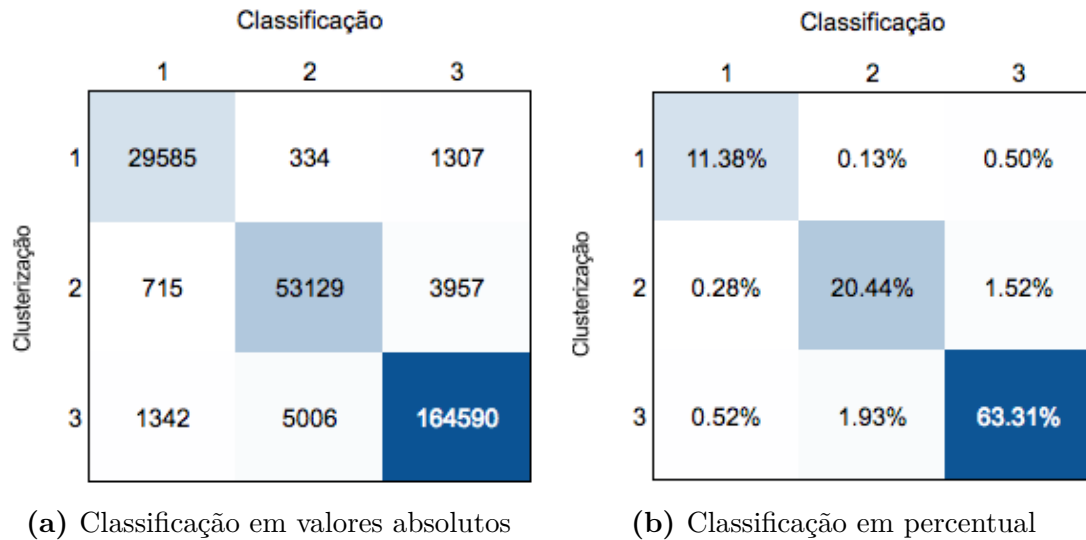 Classificação
1 2 3
Clusterização
1 29585 334 1307
2 715 53129 3957
3 1342 5006 164590
(a) Classificação em valores absolutos
Classificação
1 2 3
Clusterização
1 11.38% 0.13% 0.50%
2 0.28% 20.44% 1.52%
3 0.52% 1.93% 63.31%
(b) Classificação em percentual